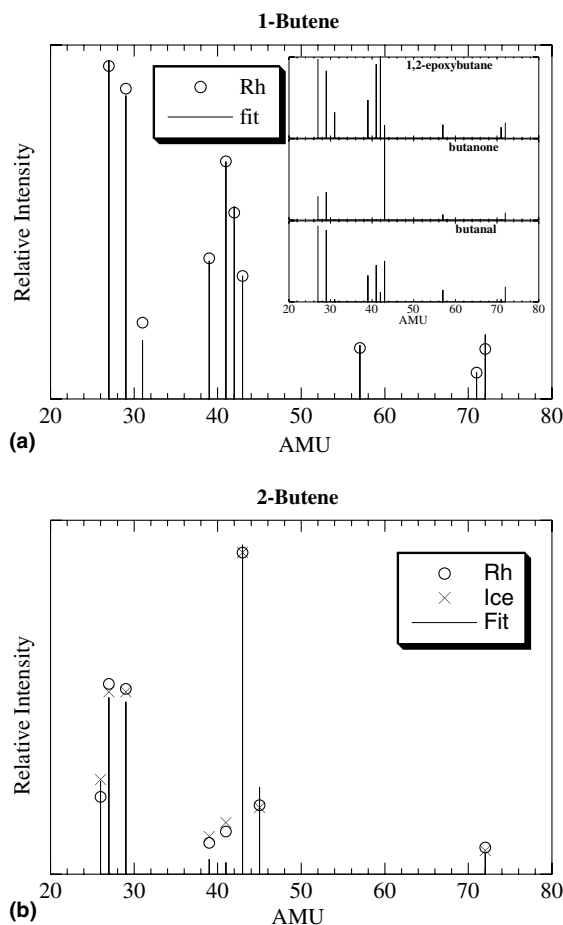 1-Butene
Rh
fit
1,2-epoxybutane
butanone
butanal
20 30 40 50 60 70 80
AMU
Relative Intensity
20 30 40 50 60 70 80
(a)
AMU
2-Butene
Rh
Ice
Fit
Relative Intensity
20 30 40 50 60 70 80
(b)
AMU